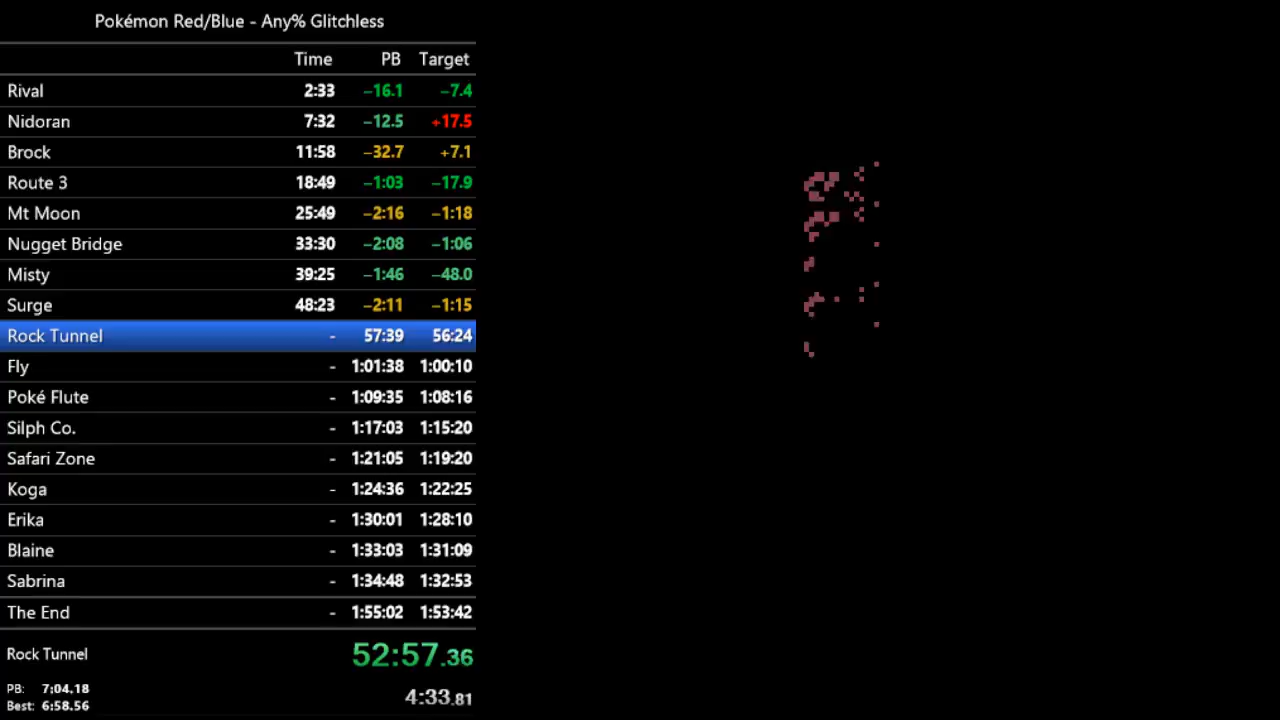 Pokémon Red/Blue - Any% Glitchless
Time PB Target
Rival 2:33 −16.1 −7.4
Nidoran 7:32 −12.5 +17.5
Brock 11:58 −32.7 +7.1
Route 3 18:49 −1:03 −17.9
Mt Moon 25:49 −2:16 −1:18
Nugget Bridge 33:30 −2:08 −1:06
Misty 39:25 −1:46 −48.0
Surge 48:23 −2:11 −1:15
Rock Tunnel - 57:39 56:24
Fly - 1:01:38 1:00:10
Poké Flute - 1:09:35 1:08:16
Silph Co. - 1:17:03 1:15:20
Safari Zone - 1:21:05 1:19:20
Koga - 1:24:36 1:22:25
Erika - 1:30:01 1:28:10
Blaine - 1:33:03 1:31:09
Sabrina - 1:34:48 1:32:53
The End - 1:55:02 1:53:42
Rock Tunnel 52:57.36
PB: 7:04.18
Best: 6:58.56 4:33.81